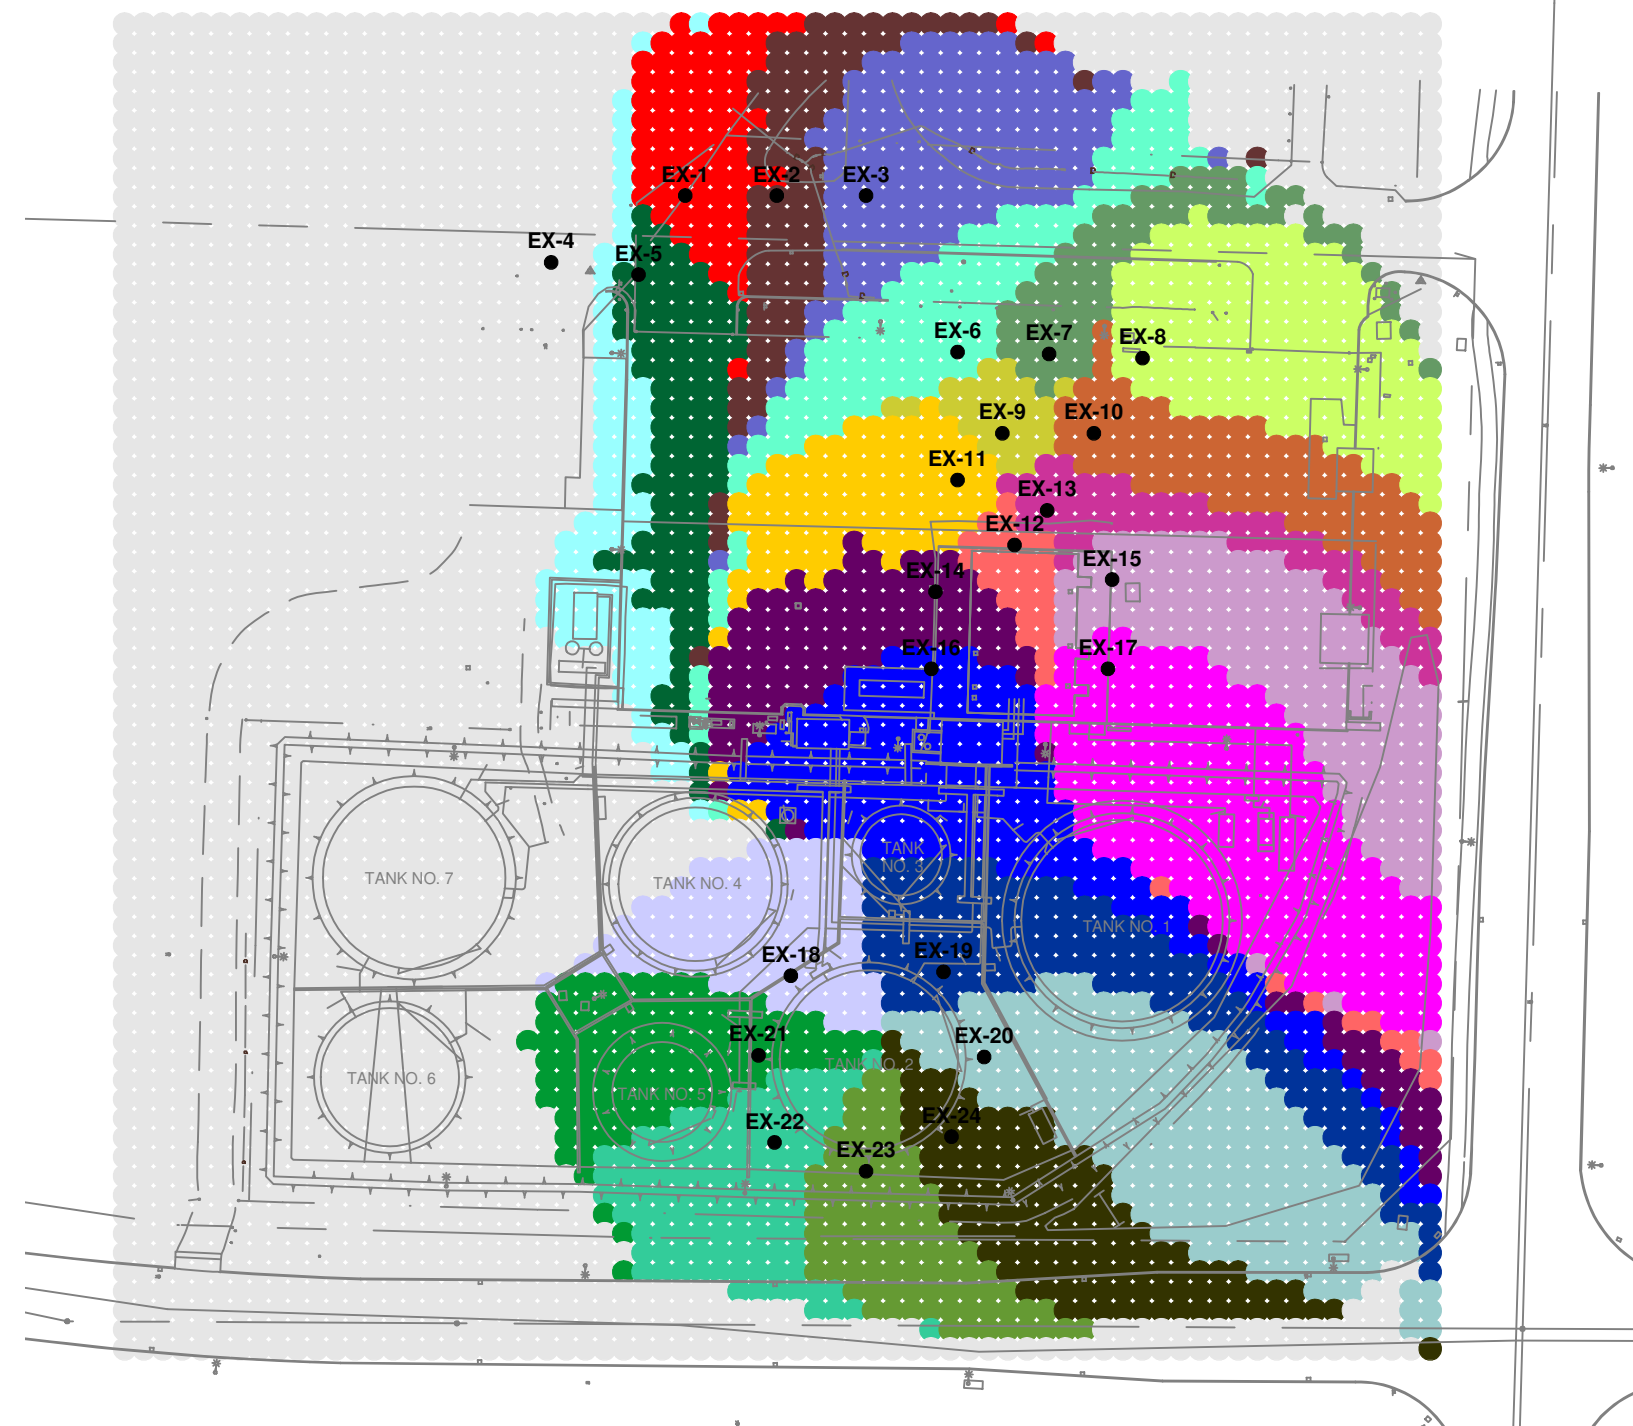 EX-1
EX-2
EX-3
EX-4
EX-5
EX-6
EX-7
EX-8
EX-9
EX-10
EX-11
EX-13
EX-12
EX-15
EX-14
EX-16
EX-17
TANK
NO. 3
TANK NO. 7
TANK NO. 4
TANK NO. 1
EX-18
EX-19
EX-21
EX-20
TANK NO. 2
TANK NO. 6
TANK NO. 5
EX-22
EX-24
EX-23